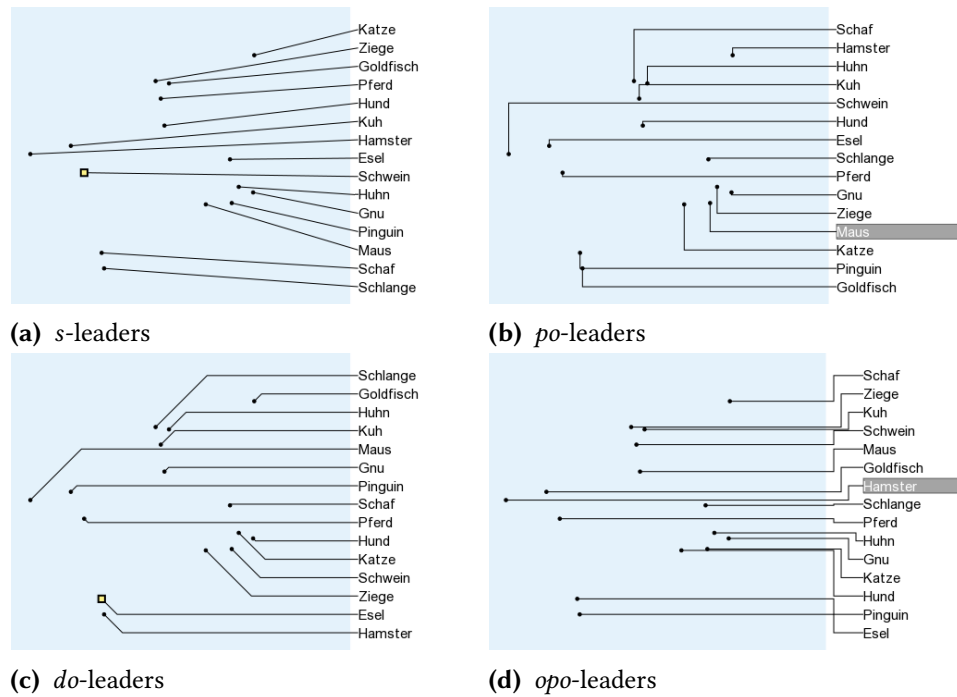 Katze
Ziege
Goldfisch
Pferd
Hund
Kuh
Hamster
Esel
Schwein
Huhn
Gnu
Pinguin
Maus
Schaf
Schlange
(a) s-leaders
Schaf
Hamster
Huhn
Kuh
Schwein
Hund
Esel
Schlange
Pferd
Gnu
Ziege
Maus
Katze
Pinguin
Goldfisch
(b) po-leaders
Schlange
Goldfisch
Huhn
Kuh
Maus
Gnu
Pinguin
Schaf
Pferd
Hund
Katze
Schwein
Ziege
Esel
Hamster
(c) do-leaders
Schaf
Ziege
Kuh
Schwein
Maus
Goldfisch
Hamster
Schlange
Pferd
Huhn
Gnu
Katze
Hund
Pinguin
Esel
(d) opo-leaders